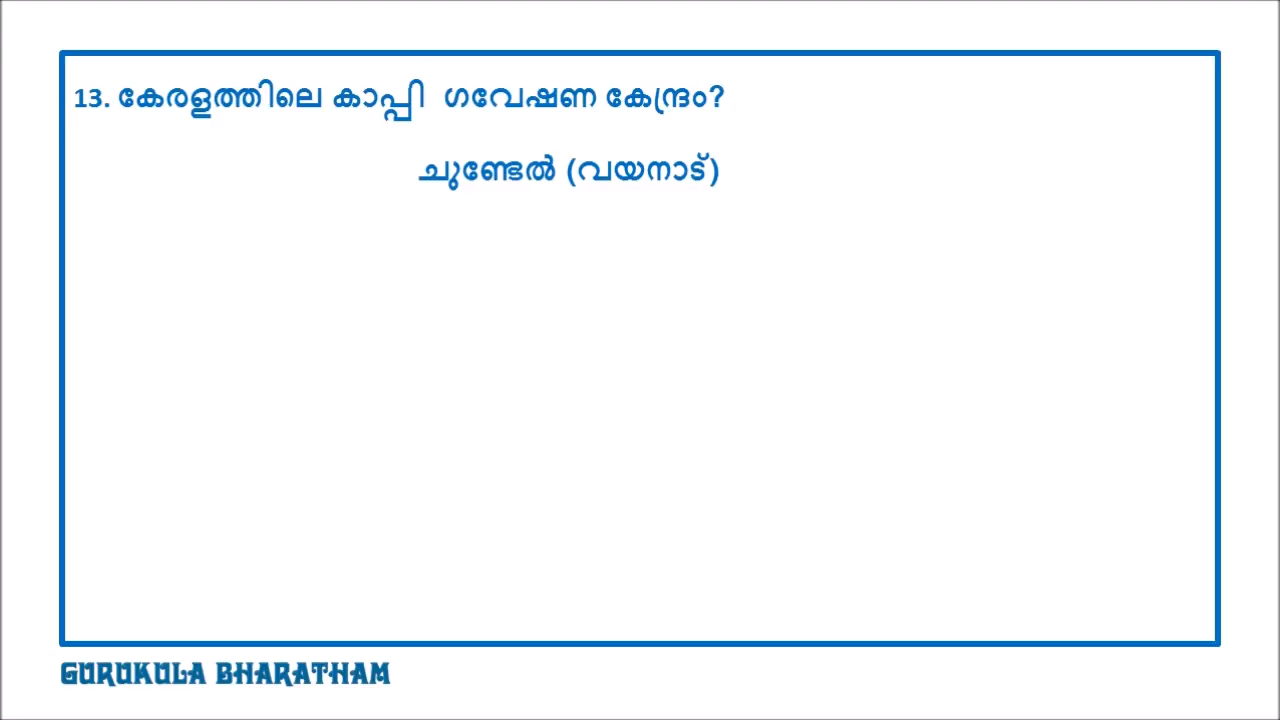 13. കേരളത്തിലെ കാപ്പി ഗവേഷണ കേന്ദ്രം?
ചുണ്ടേൽ (വയനാട്)
GURUKULA BHARATHAM